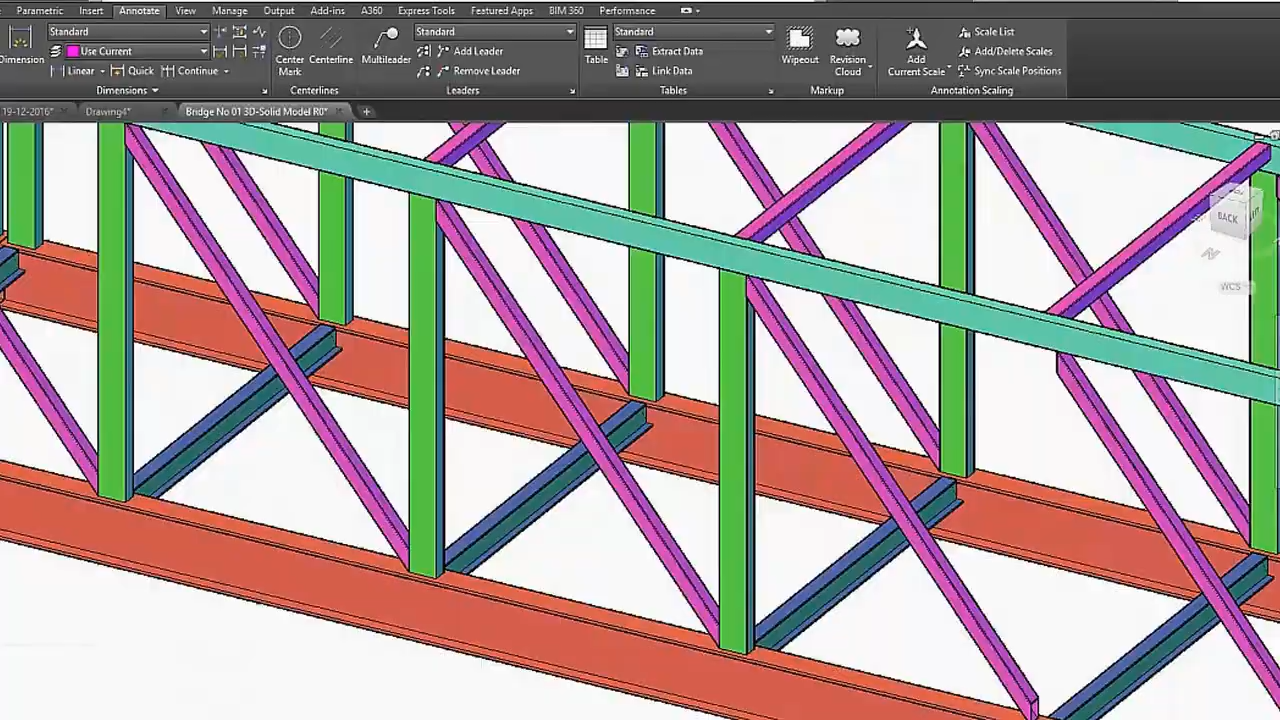 Parametric Insert Annotate View Manage Output Add-ins A360 Express Tools Featured Apps BIM 360 Performance
Standard
Use Current
Dimension
Linear Quick Continue
Dimensions
Center Mark
Centerline
Centerlines
Multileader
Standard
Add Leader
Remove Leader
Leaders
Table
Standard
Extract Data
Link Data
Tables
Wipeout
Revision Cloud
Markup
Add Current Scale
Scale List
Add/Delete Scales
Sync Scale Positions
Annotation Scaling
19-12-2016* Drawing4* Bridge No 01 3D-Solid Model R0*
BACK
WCS